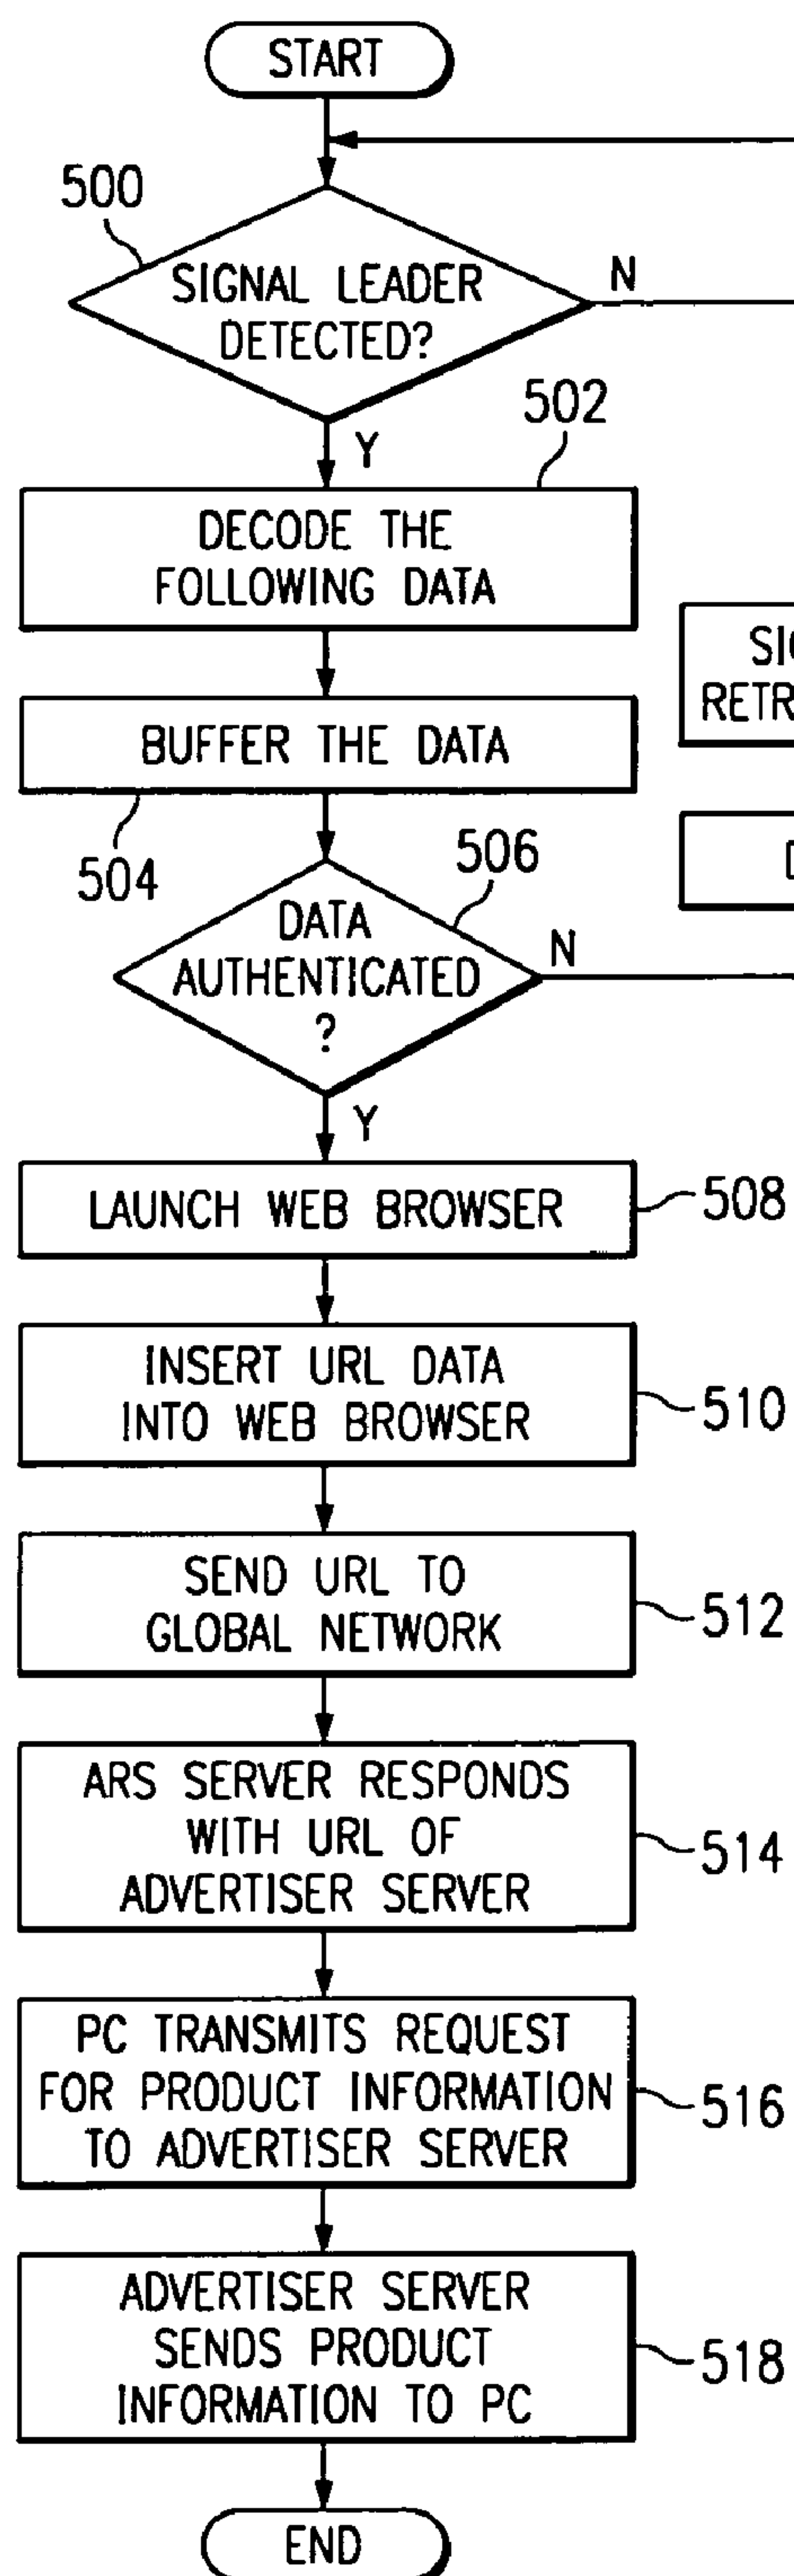 START
500
SIGNAL LEADER
DETECTED?
N
Y
502
DECODE THE
FOLLOWING DATA
BUFFER THE DATA
504
506
DATA
AUTHENTICATED
?
N
Y
LAUNCH WEB BROWSER
508
INSERT URL DATA
INTO WEB BROWSER
510
SEND URL TO
GLOBAL NETWORK
512
ARS SERVER RESPONDS
WITH URL OF
ADVERTISER SERVER
514
PC TRANSMITS REQUEST
FOR PRODUCT INFORMATION
TO ADVERTISER SERVER
516
ADVERTISER SERVER
SENDS PRODUCT
INFORMATION TO PC
518
END